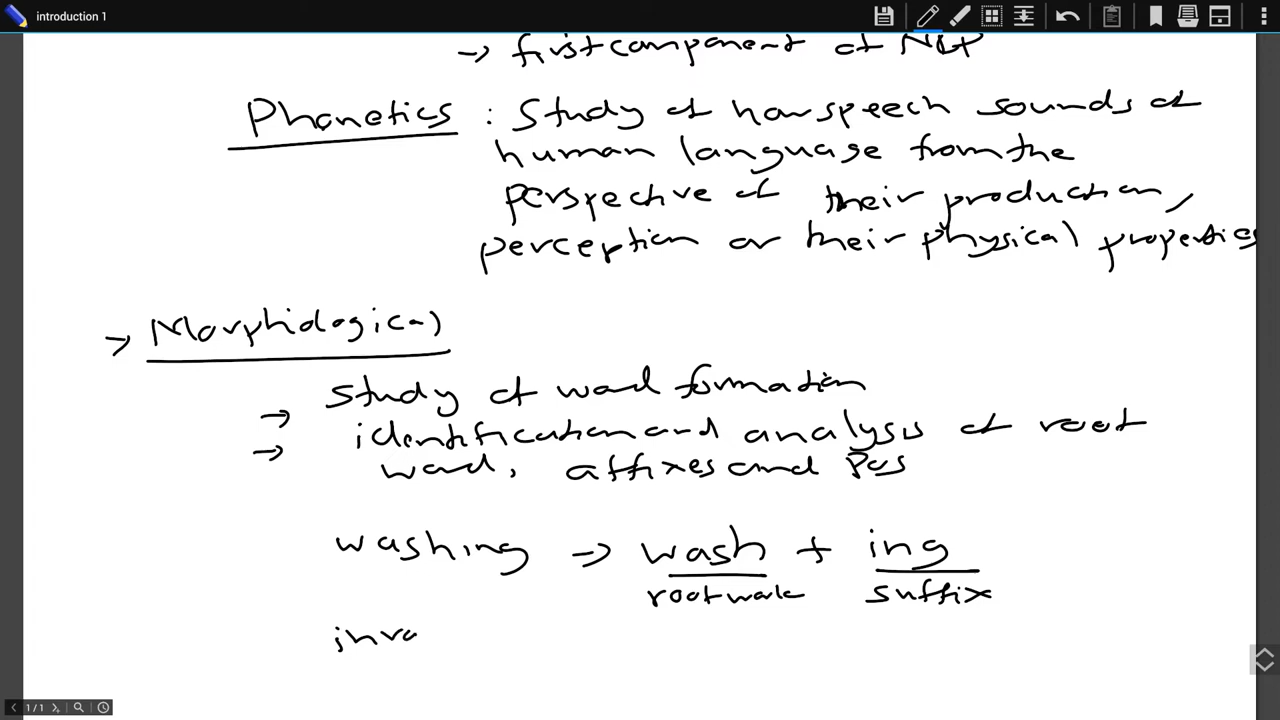 introduction 1
→ first component of NLP
Phonetics : Study of how speech sounds of
human language from the
perspective of their production,
perception or their physical properties
→ Morphological
→ study of word formation
→ identification and analysis of root
word, affixes and POS
washing → wash + ing
root word suffix
inva
1/1